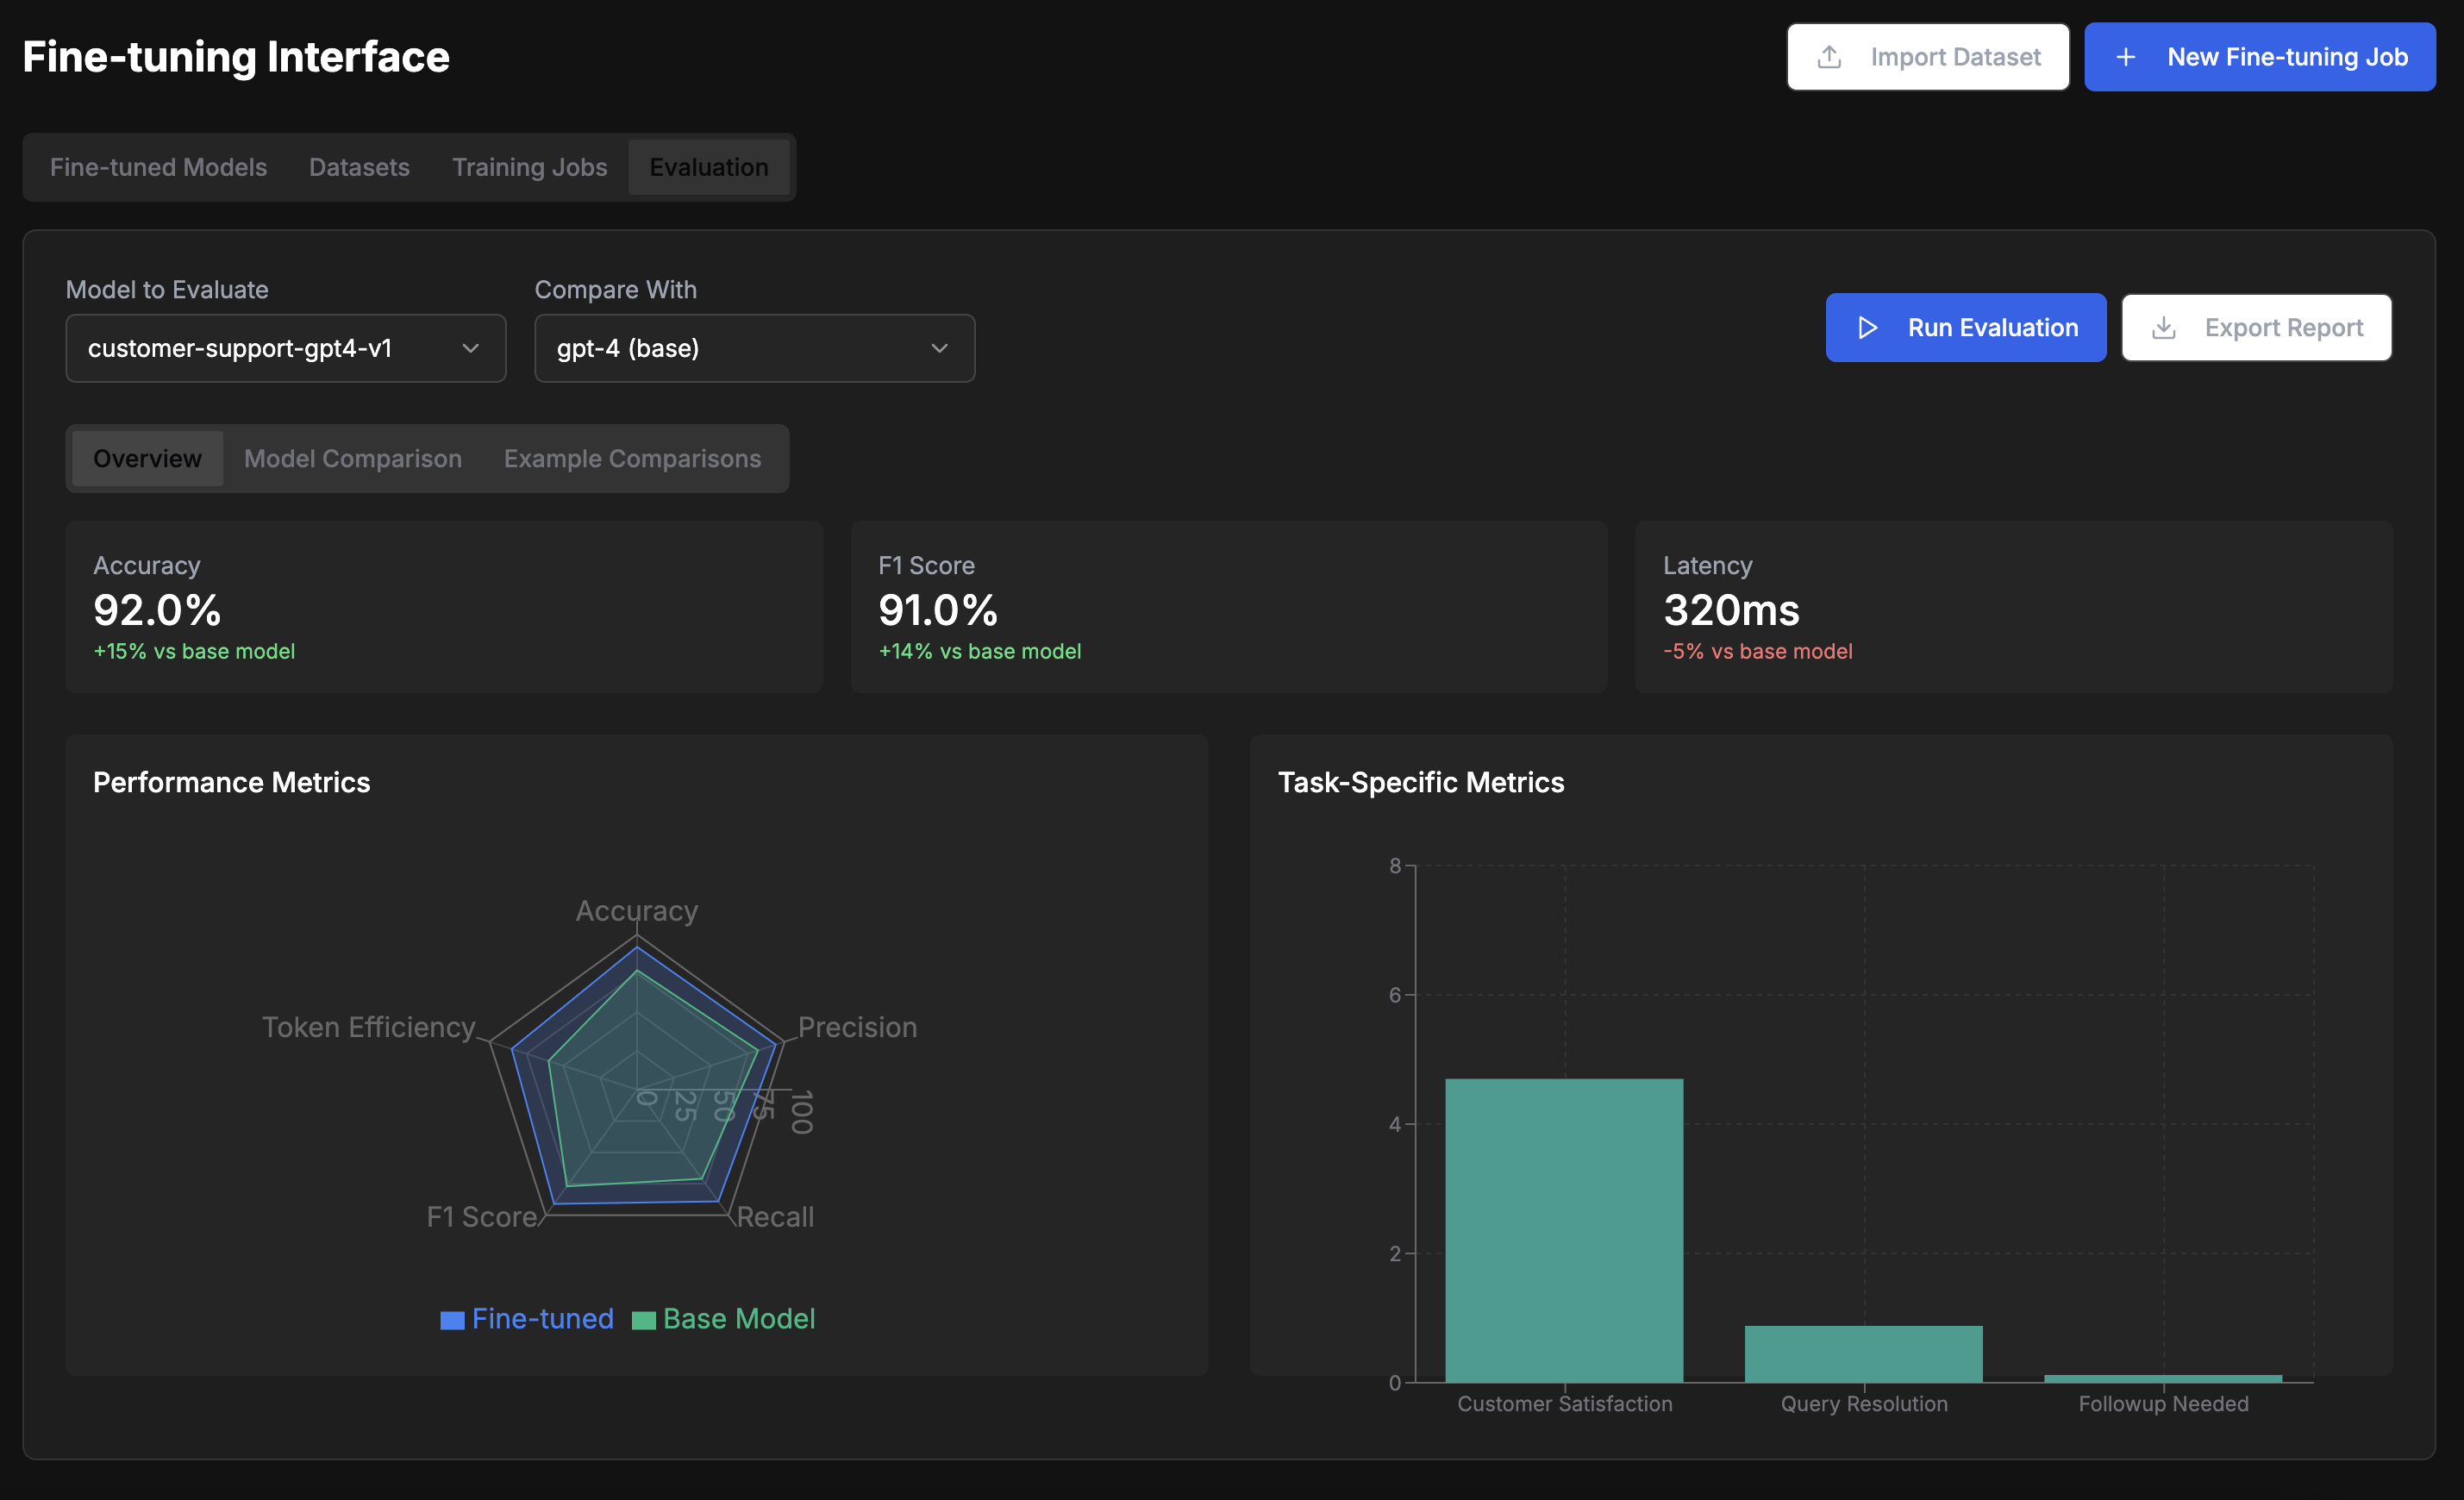 Fine-tuning Interface
Import Dataset
New Fine-tuning Job
Fine-tuned Models
Datasets
Training Jobs
Evaluation
Model to Evaluate
Compare With
customer-support-gpt4-v1
gpt-4 (base)
Run Evaluation
Export Report
Overview
Model Comparison
Example Comparisons
Accuracy
92.0%
+15% vs base model
F1 Score
91.0%
+14% vs base model
Latency
320ms
-5% vs base model
Performance Metrics
Accuracy
Token Efficiency
Precision
0
25
50
75
100
F1 Score
Recall
Fine-tuned
Base Model
Task-Specific Metrics
8
6
4
2
0
Customer Satisfaction
Query Resolution
Followup Needed